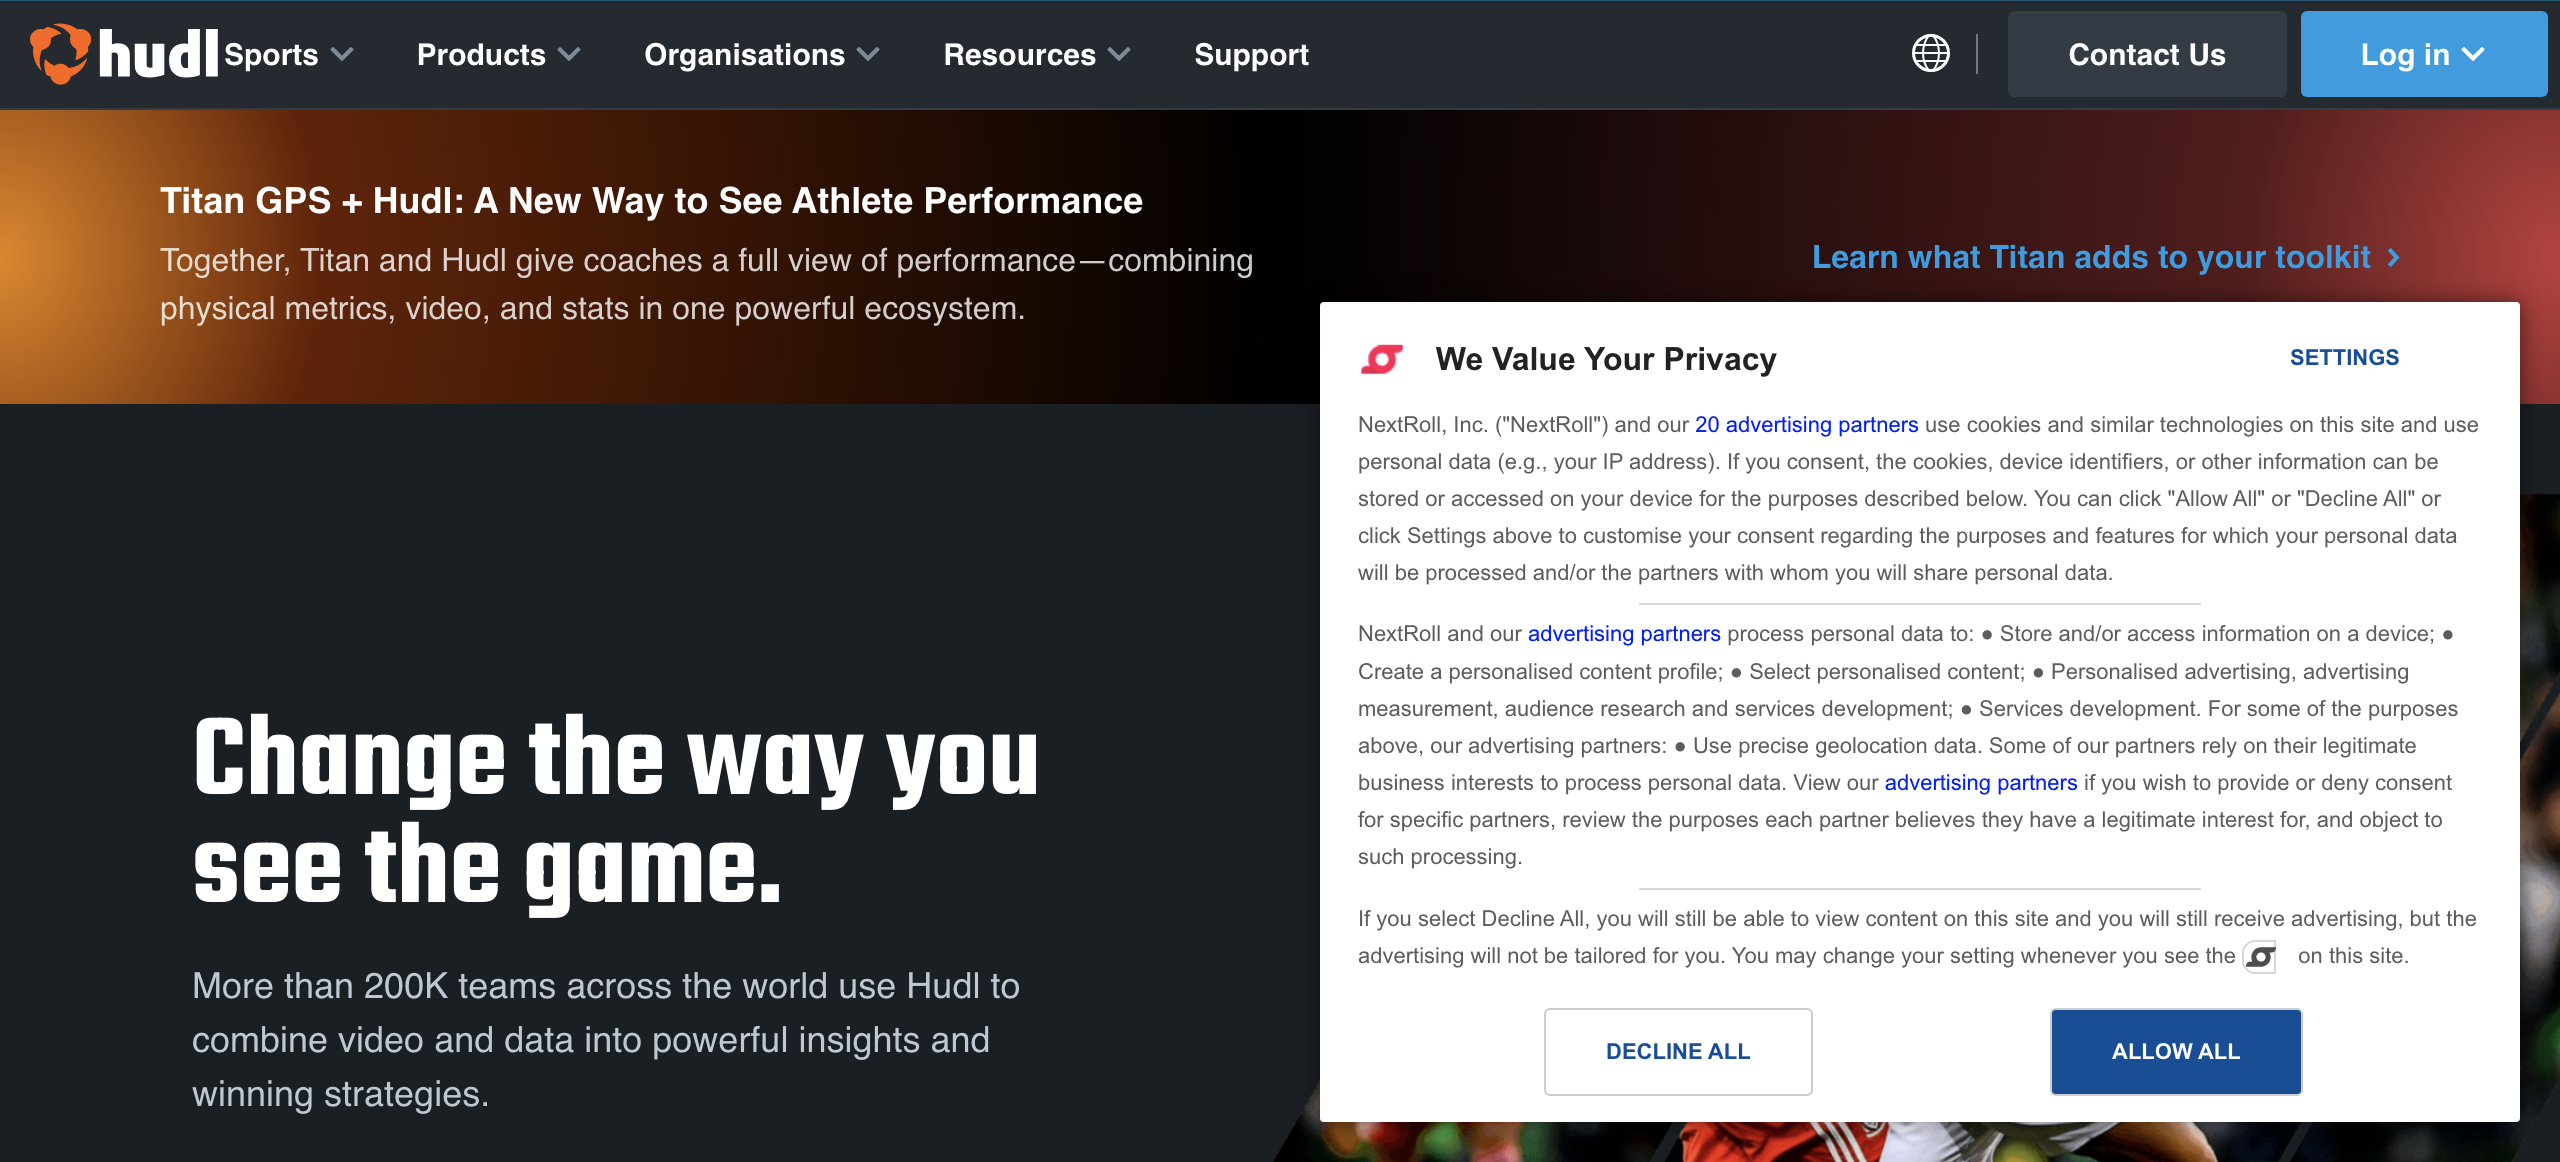 hudl
Sports
Products
Organisations
Resources
Support
Contact Us
Log in
Titan GPS + Hudl: A New Way to See Athlete Performance
Together, Titan and Hudl give coaches a full view of performance—combining
physical metrics, video, and stats in one powerful ecosystem.
Learn what Titan adds to your toolkit
Change the way you
see the game.
More than 200K teams across the world use Hudl to
combine video and data into powerful insights and
winning strategies.
We Value Your Privacy
SETTINGS
NextRoll, Inc. ("NextRoll") and our 20 advertising partners use cookies and similar technologies on this site and use
personal data (e.g., your IP address). If you consent, the cookies, device identifiers, or other information can be
stored or accessed on your device for the purposes described below. You can click "Allow All" or "Decline All" or
click Settings above to customise your consent regarding the purposes and features for which your personal data
will be processed and/or the partners with whom you will share personal data.
NextRoll and our advertising partners process personal data to: ● Store and/or access information on a device; ●
Create a personalised content profile; ● Select personalised content; ● Personalised advertising, advertising
measurement, audience research and services development; ● Services development. For some of the purposes
above, our advertising partners: ● Use precise geolocation data. Some of our partners rely on their legitimate
business interests to process personal data. View our advertising partners if you wish to provide or deny consent
for specific partners, review the purposes each partner believes they have a legitimate interest for, and object to
such processing.
If you select Decline All, you will still be able to view content on this site and you will still receive advertising, but the
advertising will not be tailored for you. You may change your setting whenever you see the on this site.
DECLINE ALL
ALLOW ALL